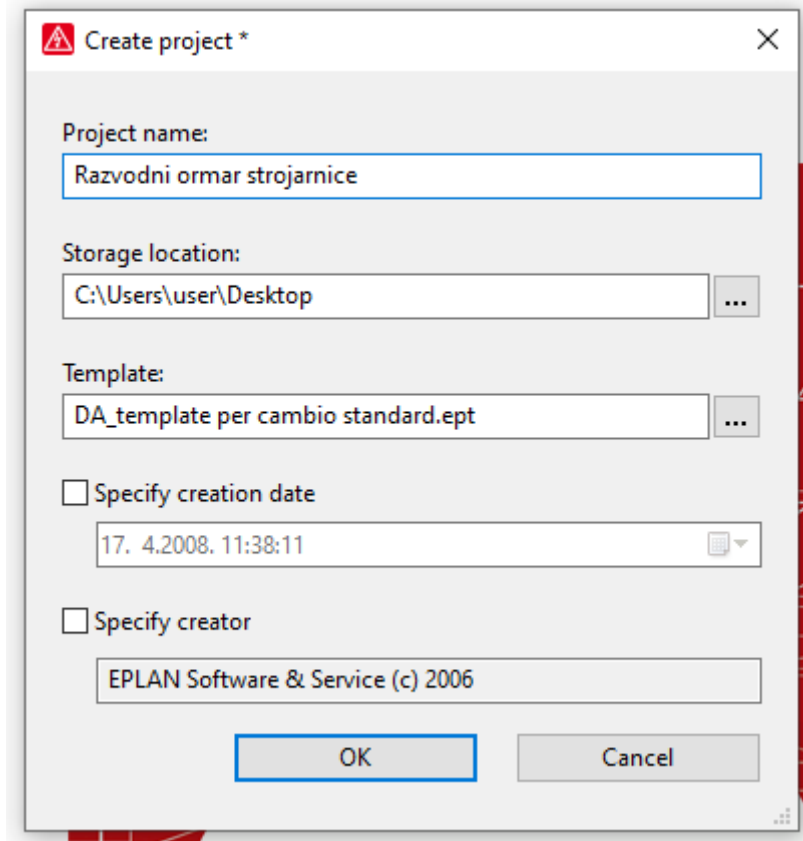 Create project *
Project name:
Razvodni ormar strojarnice
Storage location:
C:\Users\user\Desktop
...
Template:
DA_template per cambio standard.ept
...
Specify creation date
17. 4.2008. 11:38:11
Specify creator
EPLAN Software & Service (c) 2006
OK
Cancel